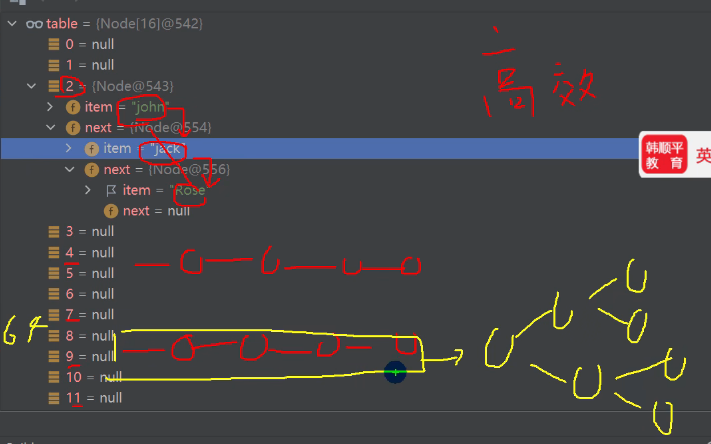 table = {Node[16]@542}
0 = null
1 = null
2 = {Node@543}
item = "john"
next = {Node@554}
item = "jack"
next = {Node@556}
item = "Rose"
next = null
3 = null
4 = null
5 = null
6 = null
7 = null
8 = null
9 = null
10 = null
11 = null
高效
韩顺平
教 育
英
64